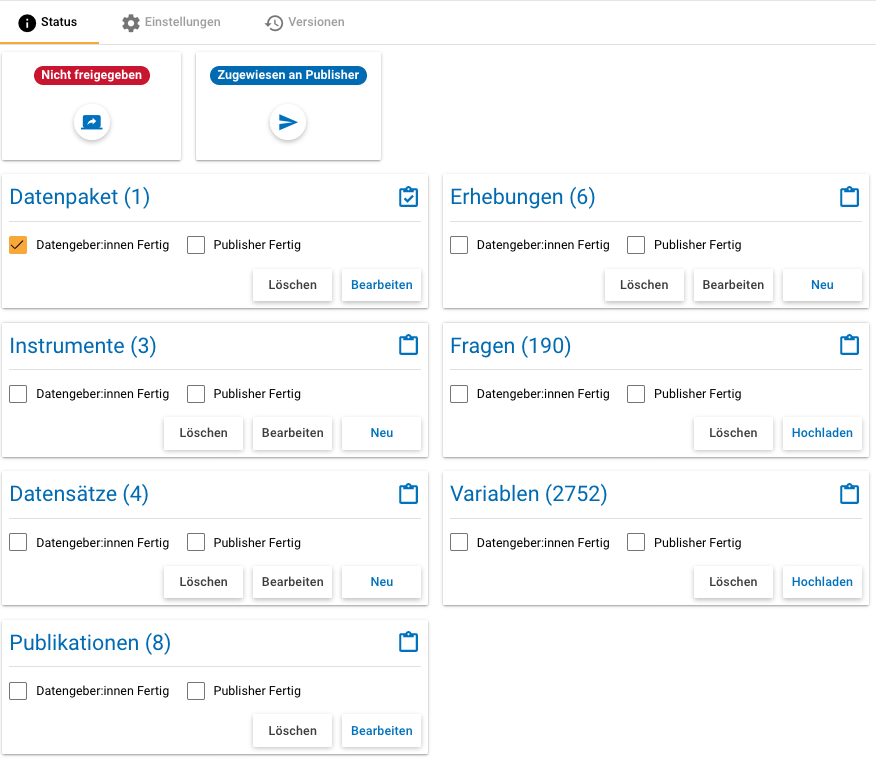 Status Einstellungen Versionen
Nicht freigegeben Zugewiesen an Publisher
Datenpaket (1)
Datengeber:innen Fertig Publisher Fertig
Löschen Bearbeiten
Erhebungen (6)
Datengeber:innen Fertig Publisher Fertig
Löschen Bearbeiten Neu
Instrumente (3)
Datengeber:innen Fertig Publisher Fertig
Löschen Bearbeiten Neu
Fragen (190)
Datengeber:innen Fertig Publisher Fertig
Löschen Hochladen
Datensätze (4)
Datengeber:innen Fertig Publisher Fertig
Löschen Bearbeiten Neu
Variablen (2752)
Datengeber:innen Fertig Publisher Fertig
Löschen Hochladen
Publikationen (8)
Datengeber:innen Fertig Publisher Fertig
Löschen Bearbeiten